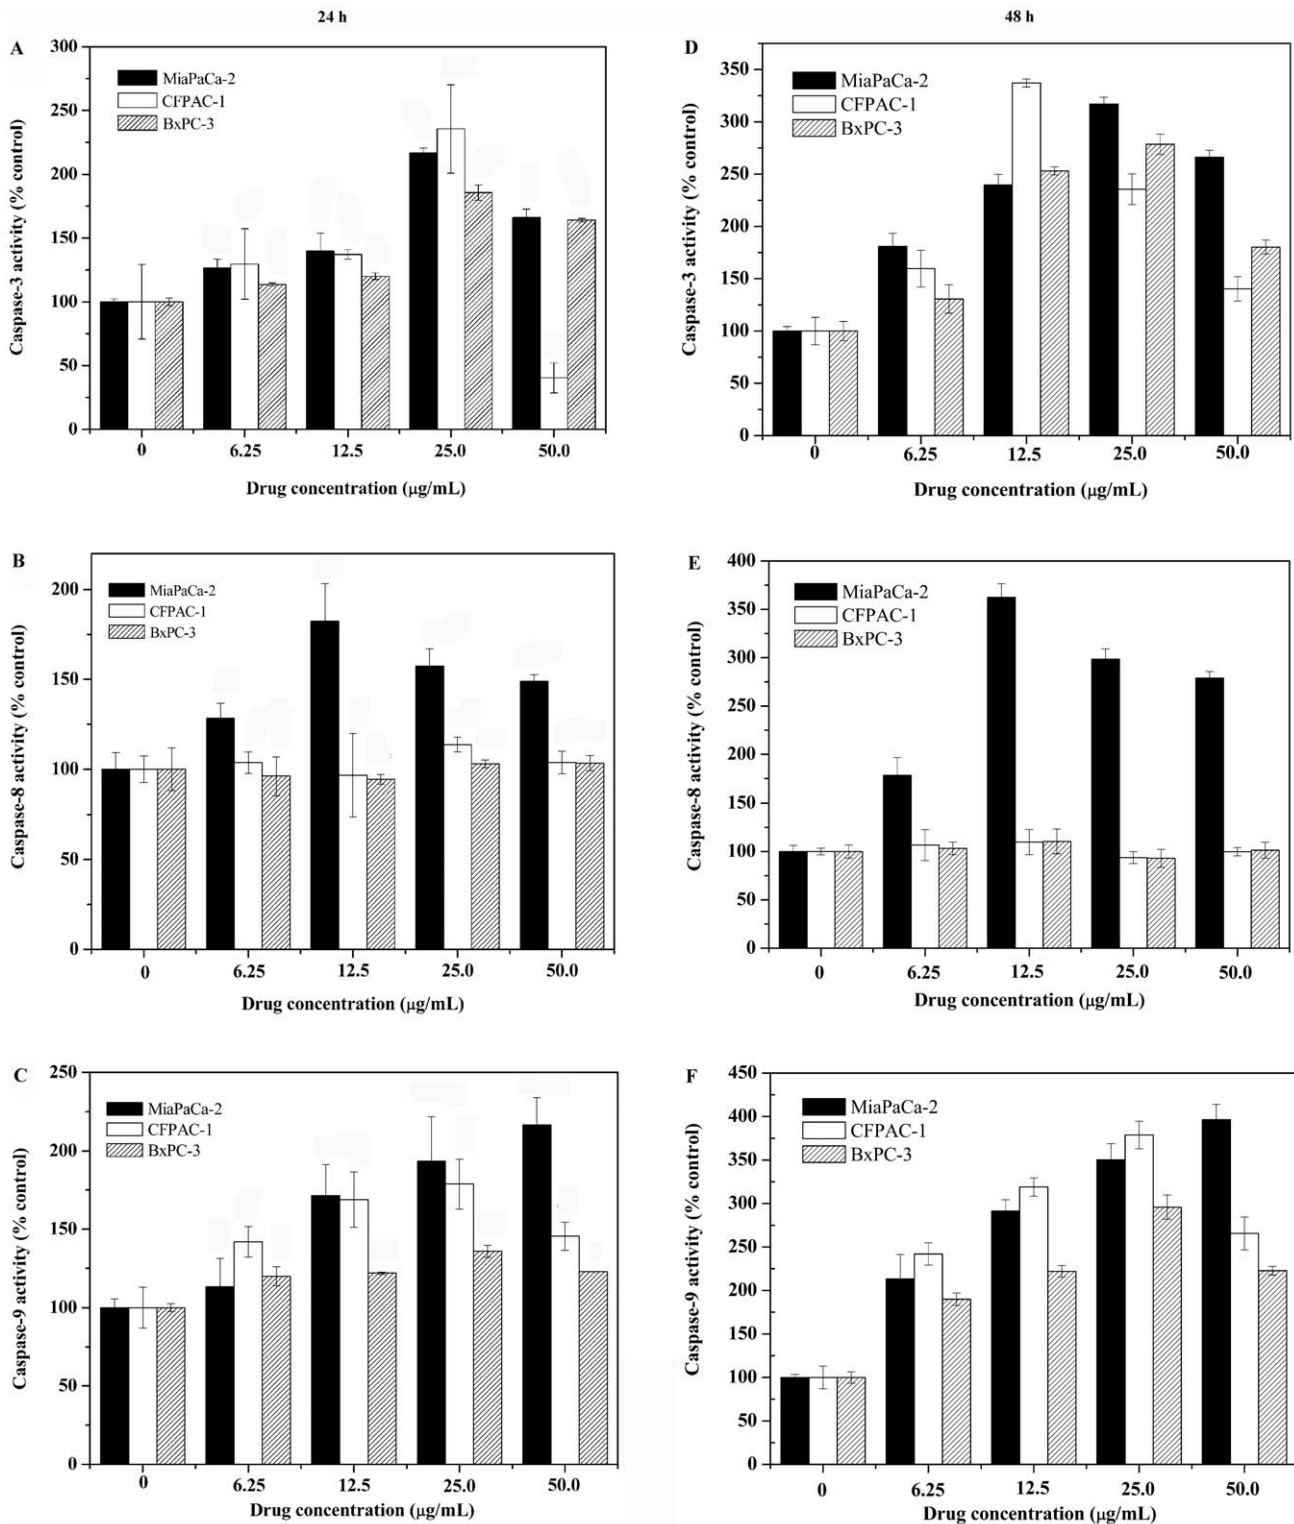 24 h
48 h
A
Caspase-3 activity (% control)
300
250
200
150
100
50
0
MiaPaCa-2
CFPAC-1
BxPC-3
0 6.25 12.5 25.0 50.0
Drug concentration (μg/mL)
D
Caspase-3 activity (% control)
350
300
250
200
150
100
50
0
MiaPaCa-2
CFPAC-1
BxPC-3
0 6.25 12.5 25.0 50.0
Drug concentration (μg/mL)
B
Caspase-8 activity (% control)
200
150
100
50
0
MiaPaCa-2
CFPAC-1
BxPC-3
0 6.25 12.5 25.0 50.0
Drug concentration (μg/mL)
E
Caspase-8 activity (% control)
400
350
300
250
200
150
100
50
0
MiaPaCa-2
CFPAC-1
BxPC-3
0 6.25 12.5 25.0 50.0
Drug concentration (μg/mL)
C
Caspase-9 activity (% control)
250
200
150
100
50
0
MiaPaCa-2
CFPAC-1
BxPC-3
0 6.25 12.5 25.0 50.0
Drug concentration (μg/mL)
F
Caspase-9 activity (% control)
450
400
350
300
250
200
150
100
50
0
MiaPaCa-2
CFPAC-1
BxPC-3
0 6.25 12.5 25.0 50.0
Drug concentration (μg/mL)